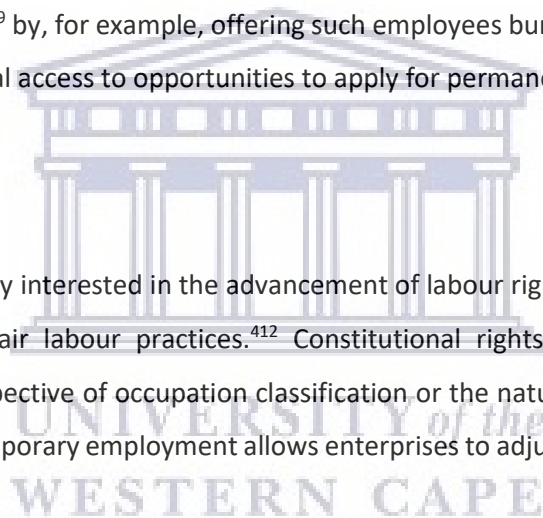 ⁹ by, for example, offering such employees bur
al access to opportunities to apply for permane
y interested in the advancement of labour rig
air labour practices.⁴¹² Constitutional rights
pective of occupation classification or the natu
UNIVERSITY of the
porary employment allows enterprises to adju
WESTERN CAPE